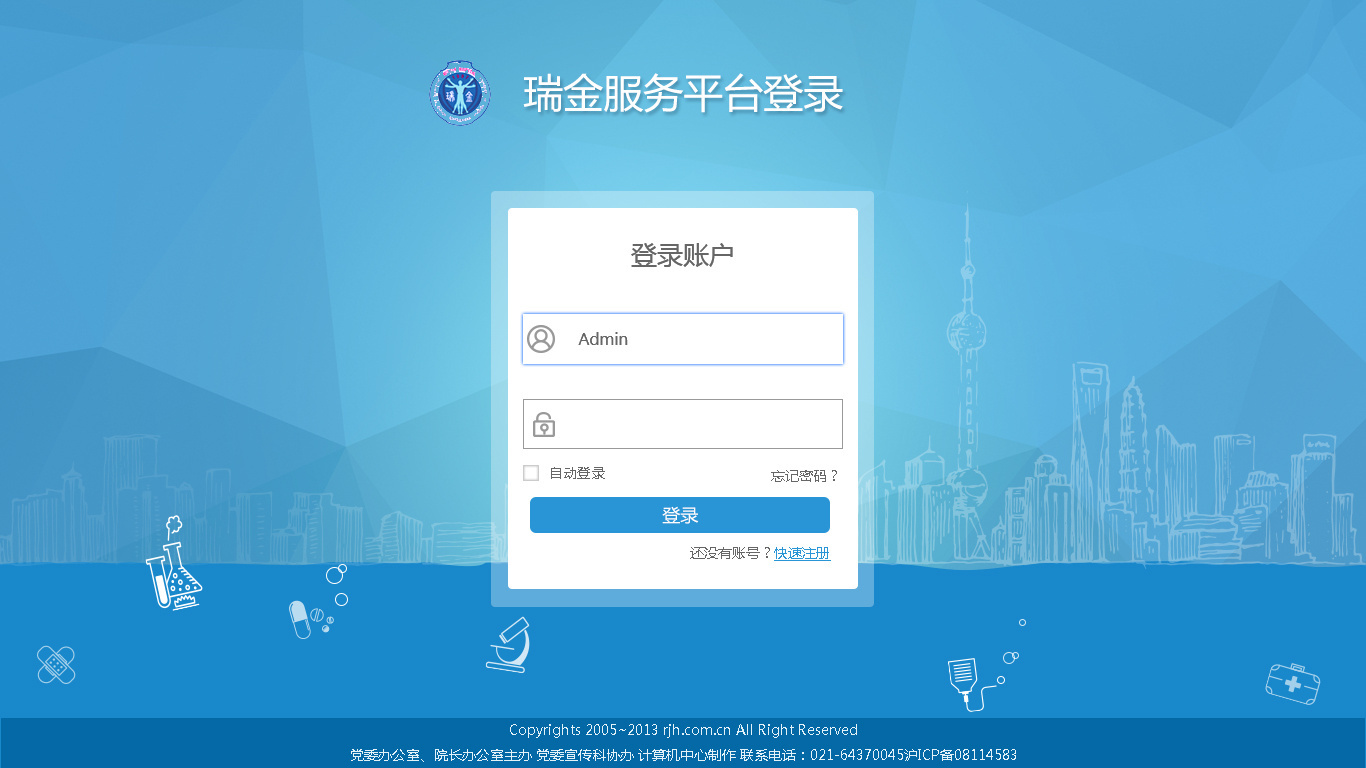 瑞金服务平台登录
登录账户
Admin
自动登录
忘记密码？
登录
还没有账号？快速注册
Copyrights 2005~2013 rjh.com.cn All Right Reserved
党委办公室、院长办公室主办 党委宣传科协办 计算机中心制作 联系电话：021-64370045沪ICP备08114583